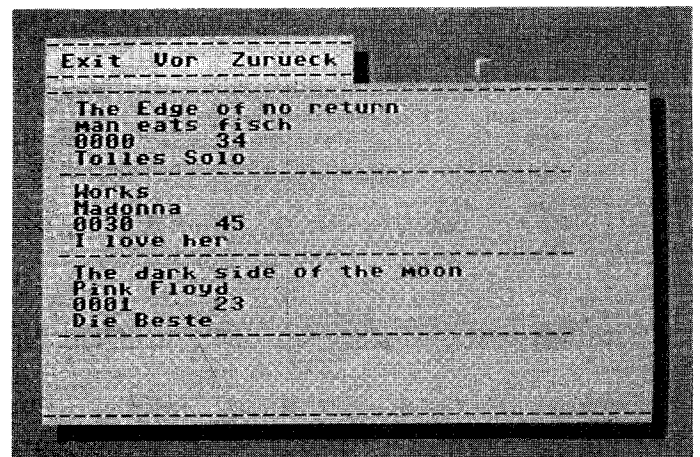 Exit Vor Zurueck
The Edge of no return
man eats fisch
0000 34
Tolles Solo
Works
Madonna
0030 45
I love her
The dark side of the moon
Pink Floyd
0001 23
Die Beste